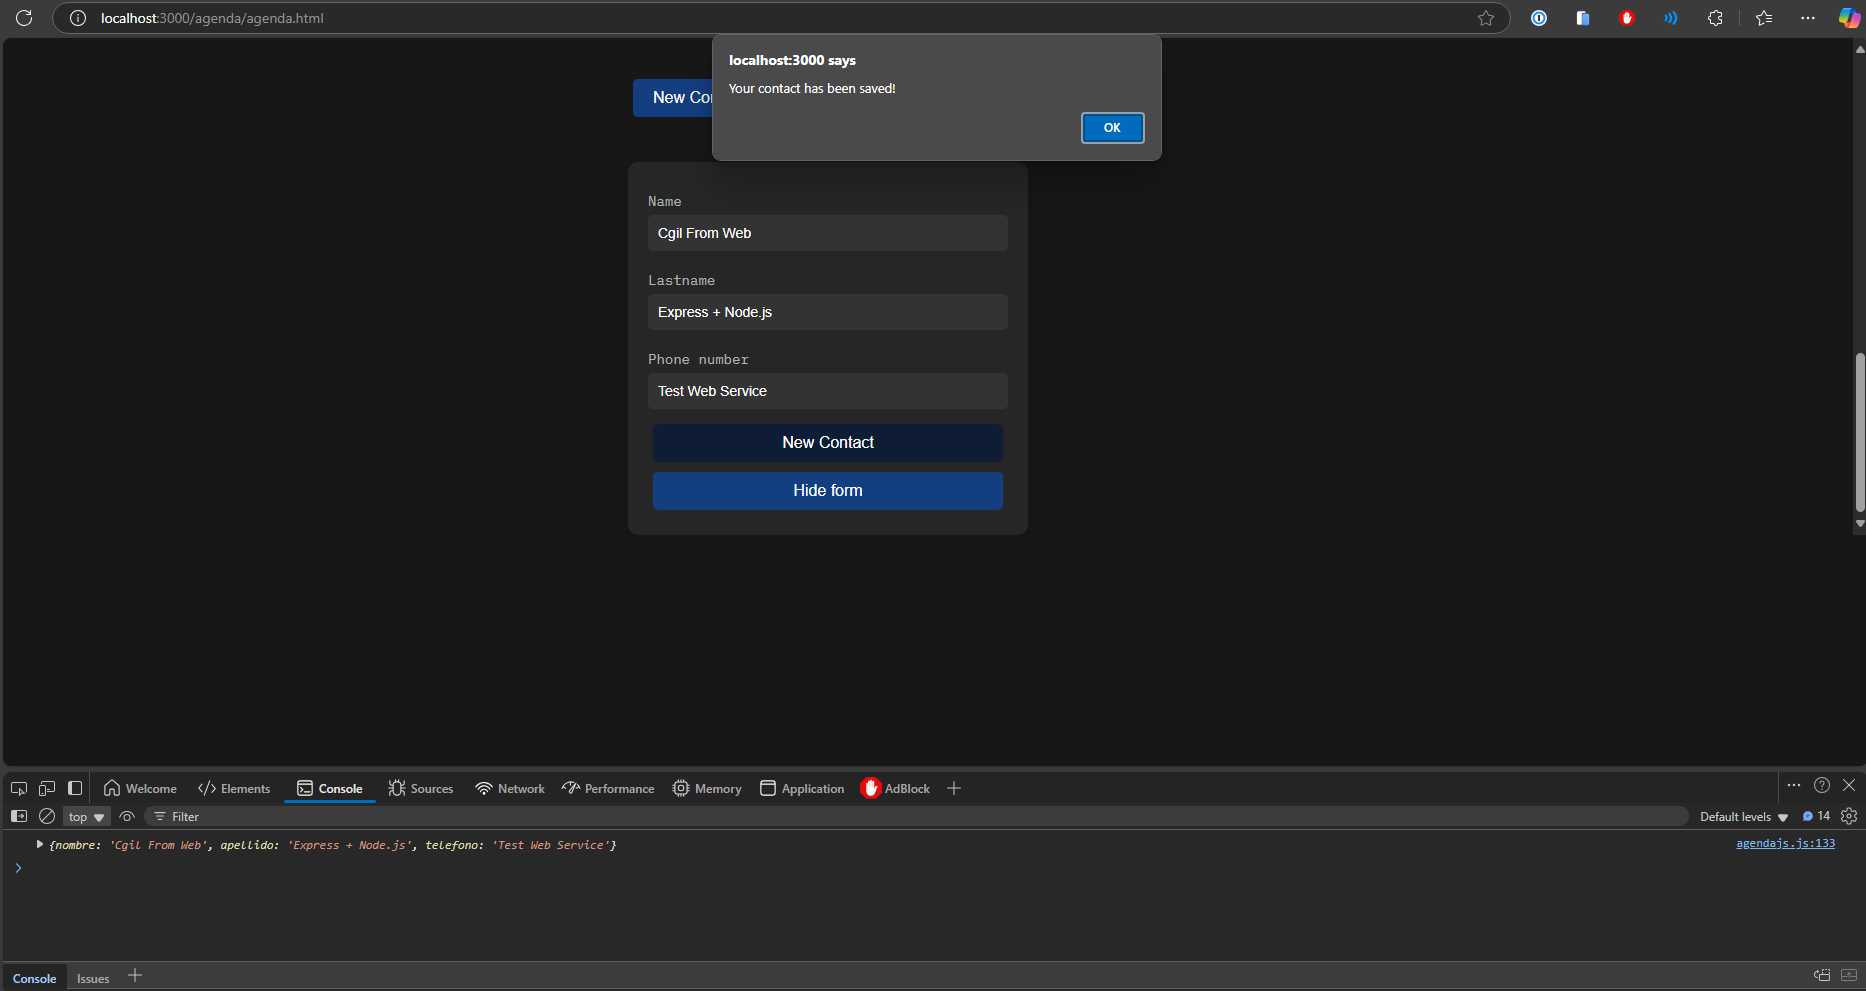 localhost:3000/agenda/agenda.html
localhost:3000 says
Your contact has been saved!
OK
New Con
Name
Cgil From Web
Lastname
Express + Node.js
Phone number
Test Web Service
New Contact
Hide form
Welcome Elements Console Sources Network Performance Memory Application AdBlock
top Filter Default levels 14
{nombre: 'Cgil From Web', apellido: 'Express + Node.js', telefono: 'Test Web Service'} agendajs.js:133
Console Issues